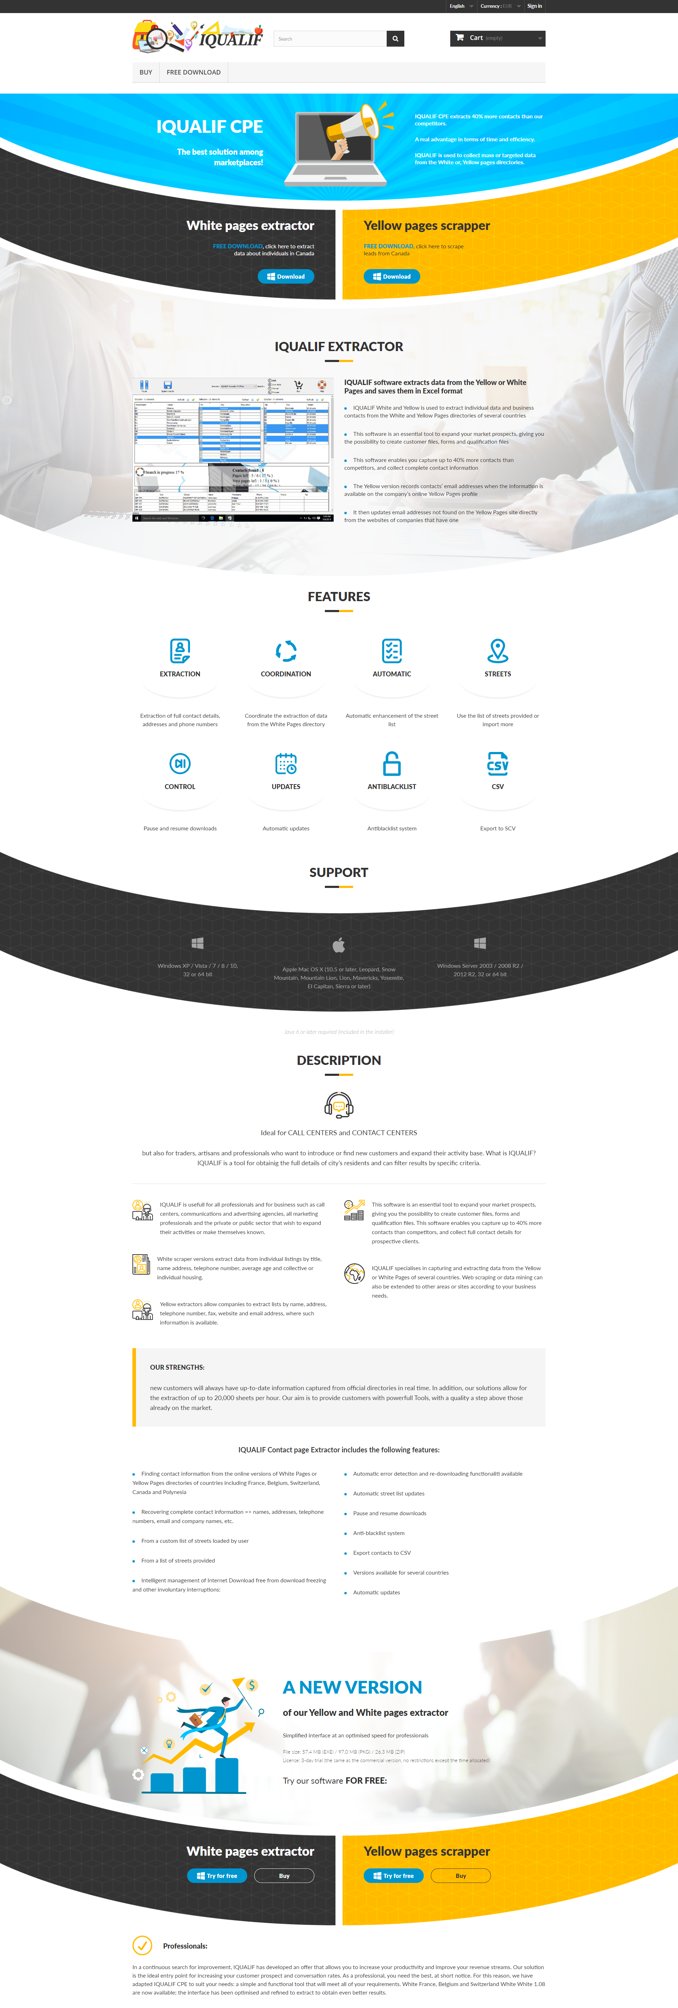 English
Currency : EUR
Sign in
IQUALIF
Search
Cart (empty)
BUY
FREE DOWNLOAD
IQUALIF CPE
The best solution among
marketplaces!
IQUALIF CPE extracts 40% more contacts than our
competitors.
A real advantage in terms of time and efficiency.
IQUALIF is used to collect mass or targeted data
from the White or, Yellow pages directories.
White pages extractor
FREE DOWNLOAD, click here to extract
data about individuals in Canada
Download
Yellow pages scrapper
FREE DOWNLOAD, click here to scrape
leads from Canada
Download
IQUALIF EXTRACTOR
IQUALIF software extracts data from the Yellow or White
Pages and saves them in Excel format
IQUALIF White and Yellow is used to extract individual data and business
contacts from the White and Yellow Pages directories of several countries
This software is an essential tool to expand your market prospects, giving you
the possibility to create customer files, forms and qualification files
This software enables you capture up to 40% more contacts than
competitors, and collect complete contact information
The Yellow version records contacts' email addresses when the information is
available on the company's online Yellow Pages profile
It then updates email addresses not found on the Yellow Pages site directly
from the websites of companies that have one
Search in progress 17 %
FEATURES
EXTRACTION
COORDINATION
AUTOMATIC
STREETS
Extraction of full contact details,
addresses and phone numbers
Coordinate the extraction of data
from the White Pages directory
Automatic enhancement of the street
list
Use the list of streets provided or
import more
CSV
CONTROL
UPDATES
ANTIBLACKLIST
CSV
Pause and resume downloads
Automatic updates
Antiblacklist system
Export to SCV
SUPPORT
Windows XP / Vista / 7 / 8 / 10,
32 or 64 bit
Apple Mac OS X (10.5 or later, Leopard, Snow
Mountain, Mountain Lion, Lion, Mavericks, Yosemite,
El Capitan, Sierra or later)
Windows Server 2003 / 2008 R2 /
2012 R2, 32 or 64 bit
DESCRIPTION
Ideal for CALL CENTERS and CONTACT CENTERS
but also for traders, artisans and professionals who want to introduce or find new customers and expand their activity base. What is IQUALIF?
IQUALIF is a tool for obtainig the full details of city's residents and can filter results by specific criteria.
IQUALIF is usefull for all professionals and for business such as call
centers, communications and advertising agencies, all marketing
professionals and the private or public sector that wish to expand
their activities or make themselves known.
White scraper versions extract data from individual listings by title,
name address, telephone number, average age and collective or
individual housing.
Yellow extractors allow companies to extract lists by name, address,
telephone number, fax, website and email address, where such
information is available.
This software is an essential tool to expand your market prospects,
giving you the possibility to create customer files, forms and
qualification files. This software enables you capture up to 40% more
contacts than competitors, and collect full contact details for
prospective clients.
IQUALIF specialises in capturing and extracting data from the Yellow
or White Pages of several countries. Web scraping or data mining can
also be extended to other areas or sites according to your business
needs.
OUR STRENGTHS:
new customers will always have up-to-date information captured from official directories in real time. In addition, our solutions allow for
the extraction of up to 20,000 sheets per hour. Our aim is to provide customers with powerfull Tools, with a quality a step above those
already on the market.
IQUALIF Contact page Extractor includes the following features:
Finding contact information from the online versions of White Pages or
Yellow Pages directories of countries including France, Belgium, Switzerland,
Canada and Polynesia
Recovering complete contact information => names, addresses, telephone
numbers, email and company names, etc.
From a custom list of streets loaded by user
From a list of streets provided
Intelligent management of Internet Download free from download freezing
and other involuntary interruptions:
Automatic error detection and re-downloading functionaliti available
Automatic street list updates
Pause and resume downloads
Anti-blacklist system
Export contacts to CSV
Versions available for several countries
Automatic updates
A NEW VERSION
of our Yellow and White pages extractor
Simplified interface at an optimised speed for professionals
File size: 57.4 MB (EXE) / 97.0 MB (PKG) / 26.3 MB (ZIP)
License: 5-day trial (the same as the commercial version, no restrictions except the time allocated)
Try our software FOR FREE:
White pages extractor
Try for free
Buy
Yellow pages scrapper
Try for free
Buy
Professionals:
In a continuous search for improvement, IQUALIF has developed an offer that allows you to increase your productivity and improve your revenue streams. Our solution
is the ideal entry point for increasing your customer prospect and conversation rates. As a professional, you need the best, at short notice. For this reason, we have
adapted IQUALIF CPE to suit your needs: a simple and functional tool that will meet all of your requirements. White France, Belgium and Switzerland White White 1.08
are now available; the interface has been optimised and refined to extract to obtain even better results.